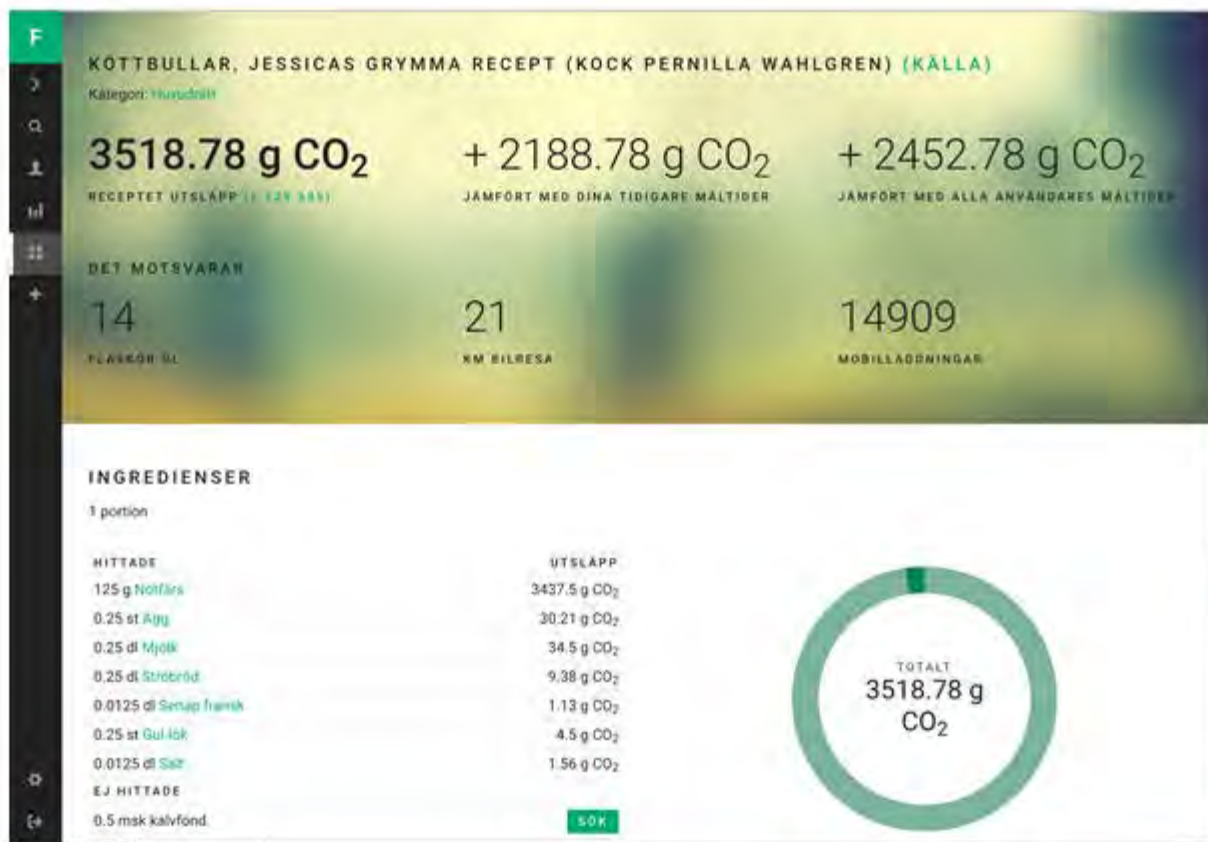 F
KÖTTBULLAR, JESSICAS GRYMMA RECEPT (KOCK PERNILLA WAHLGREN) (KÄLLA)
Kategori: Huvudrätt
3518.78 g CO₂
+ 2188.78 g CO₂
+ 2452.78 g CO₂
RECEPTET UTSLÄPP
JÄMFÖRT MED DINA TIDIGARE MÅLTIDER
JÄMFÖRT MED ALLA ANVÄNDARES MÅLTIDER
DET MOTSVARAR
14
21
14909
FLASKOR ÖL
KM BILRESA
MOBILLADDNINGAR
INGREDIENSER
1 portion
HITTADE UTSLÄPP
125 g Nötfärs 3437.5 g CO₂
0.25 st Ägg 30.21 g CO₂
0.25 dl Mjölk 34.5 g CO₂
0.25 dl Ströbröd 9.38 g CO₂
0.0125 dl Senap fransk 1.13 g CO₂
0.25 st Gul lök 4.5 g CO₂
0.0125 dl Salt 1.56 g CO₂
EJ HITTADE
0.5 msk kalvfond SÖK
TOTALT
3518.78 g
CO₂